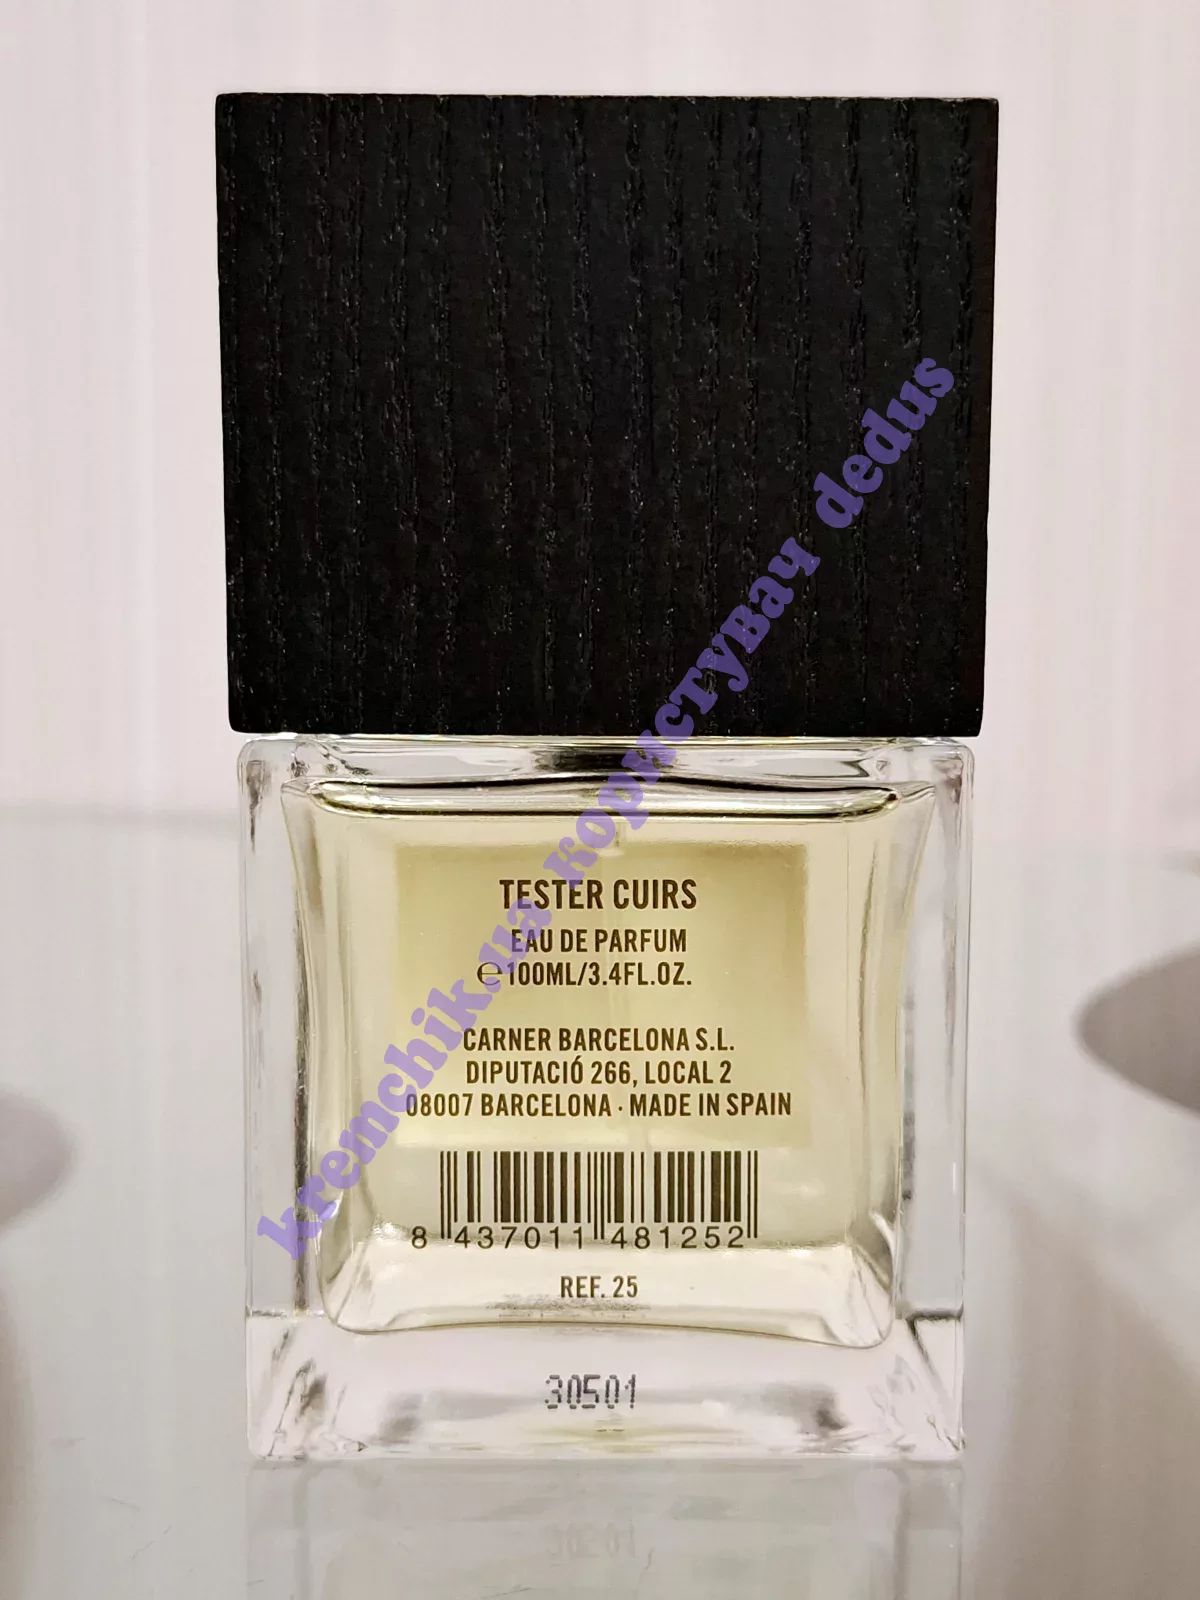 TESTER CUIRS
EAU DE PARFUM
℮100ML/3.4FL.OZ.
CARNER BARCELONA S.L.
DIPUTACIÓ 266, LOCAL 2
08007 BARCELONA · MADE IN SPAIN
8 437011 481252
REF. 25
30501
kremchik.ua користувач dedus